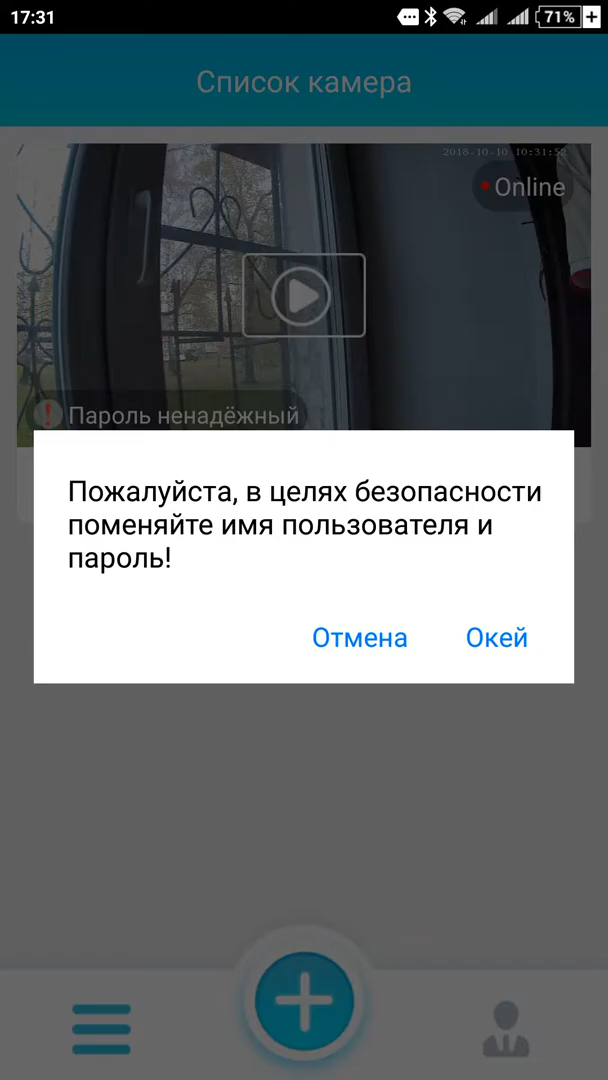 17:31
71%
Список камера
2018-10-10 10:31:52
Online
Пароль ненадёжный
Пожалуйста, в целях безопасности
поменяйте имя пользователя и
пароль!
Отмена Окей